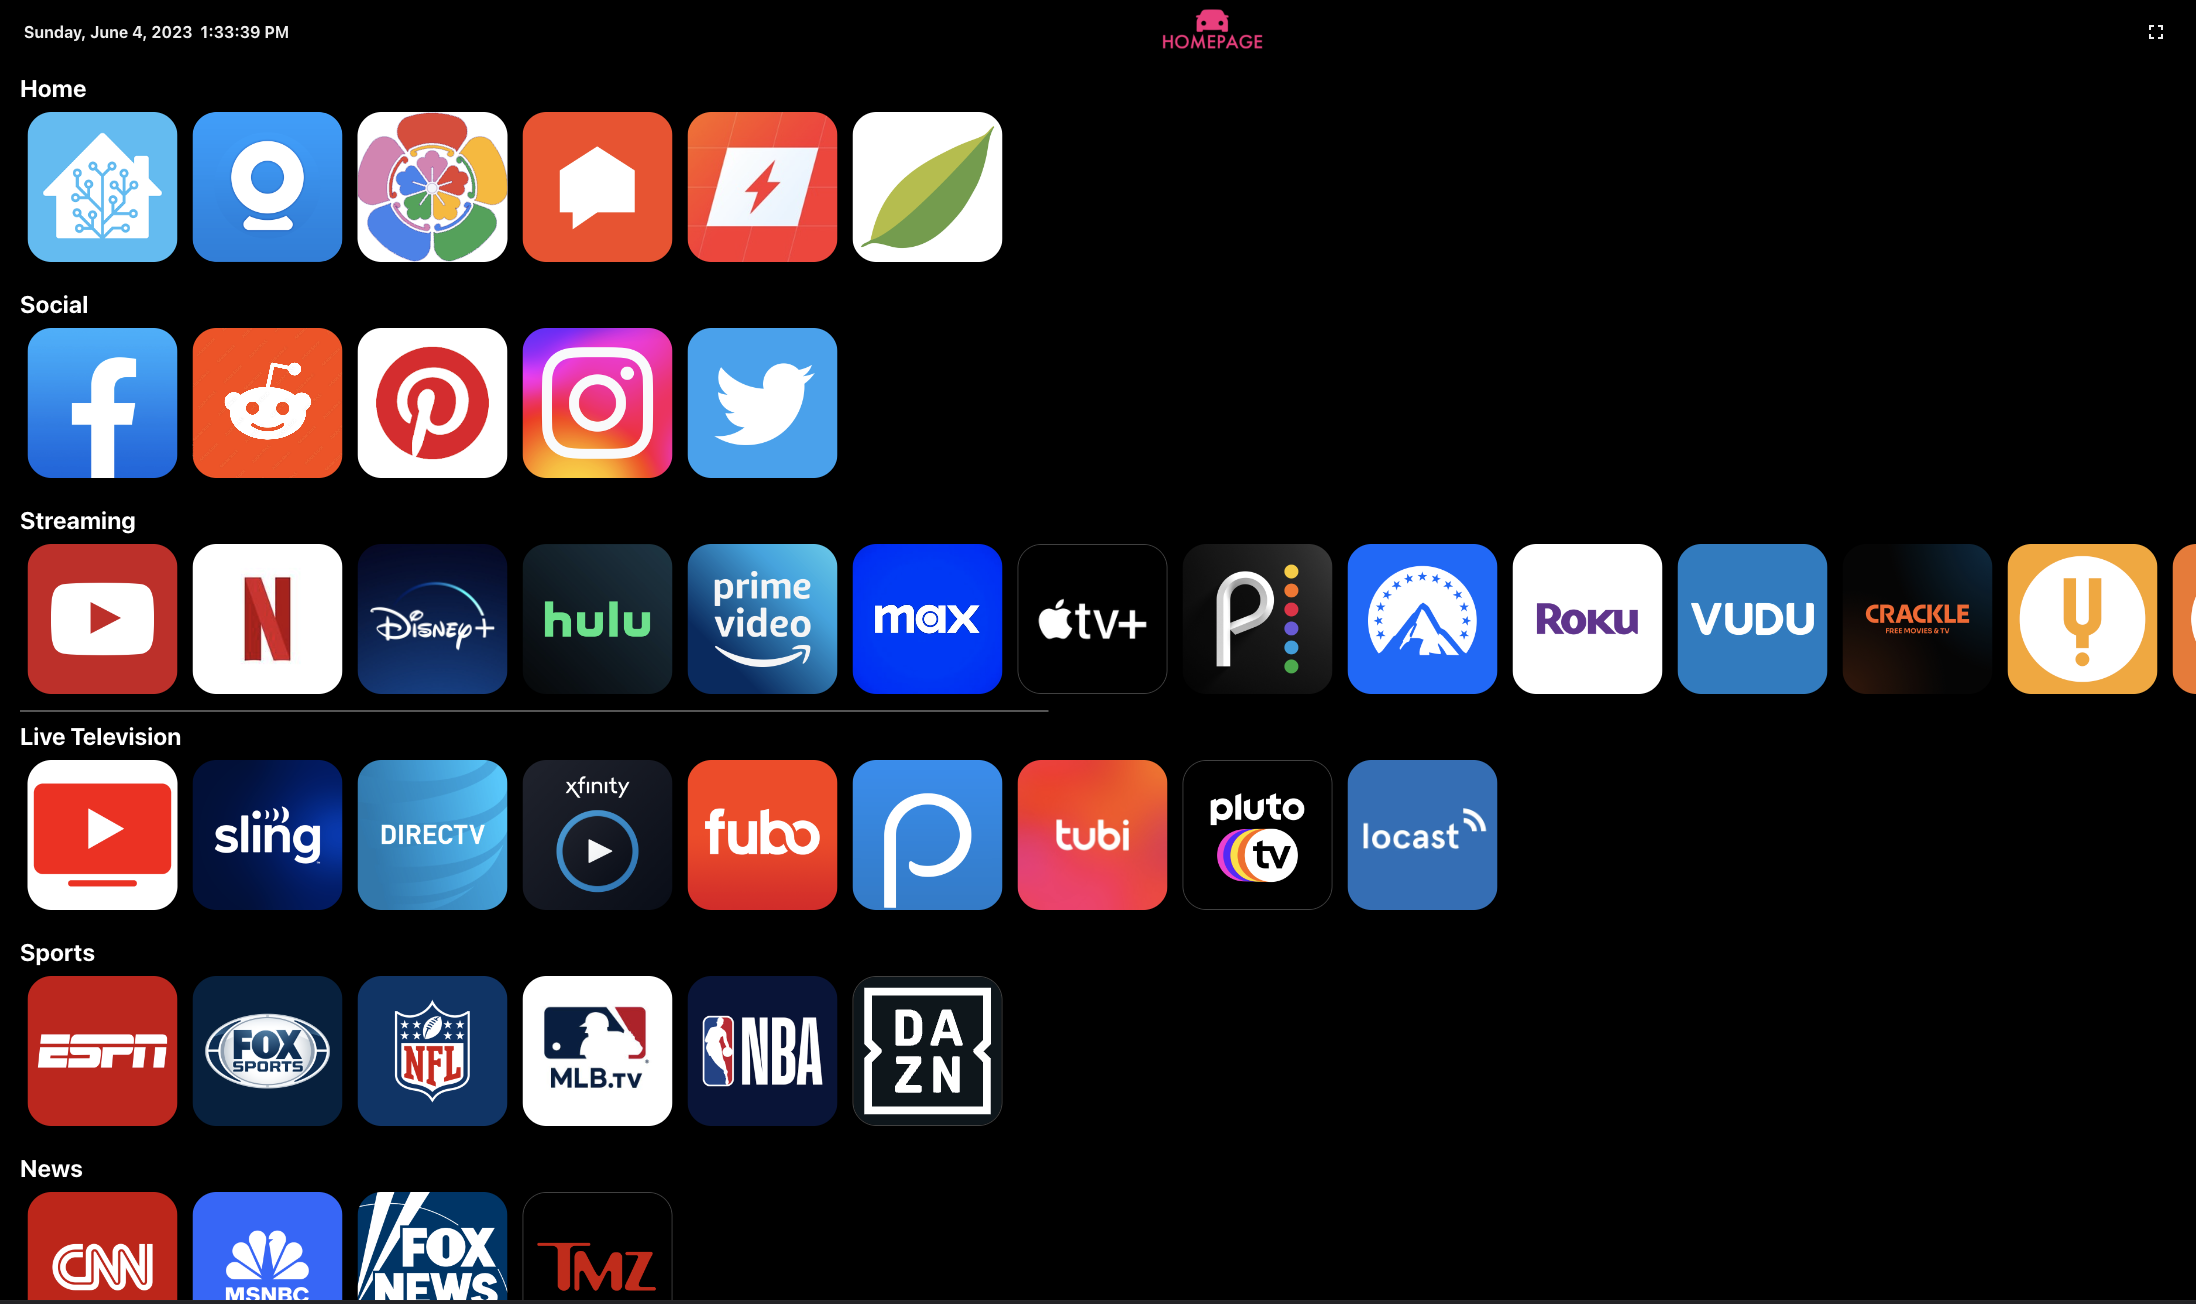 Sunday, June 4, 2023 1:33:39 PM
HOMEPAGE
Home
Social
Streaming
DISNEY+
hulu
prime video
max
tv+
ROKU
VUDU
CRACKLE
FREE MOVIES & TV
Live Television
sling
DIRECTV
xfinity
fubo
tubi
pluto tv
locast
Sports
ESPN
FOX SPORTS
NFL
MLB.TV
NBA
DA
ZN
News
CNN
MSNBC
FOX NEWS
TMZ